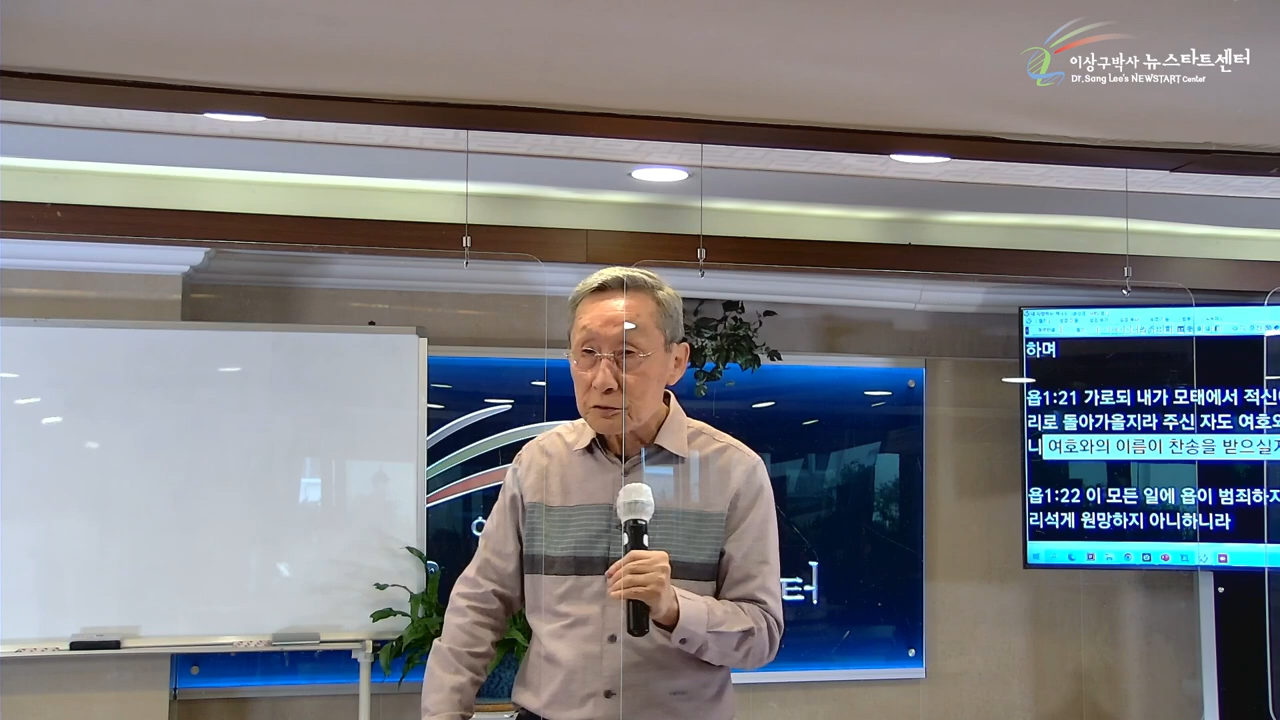 이상구박사 뉴스타트센터
Dr. Sang Lee's NEWSTART Center
하며
욥1:21 가로되 내가 모태에서 적신이
리로 돌아가올지라 주신 자도 여호와
니 여호와의 이름이 찬송을 받으실지
욥1:22 이 모든 일에 욥이 범죄하지
리석게 원망하지 아니하니라
터